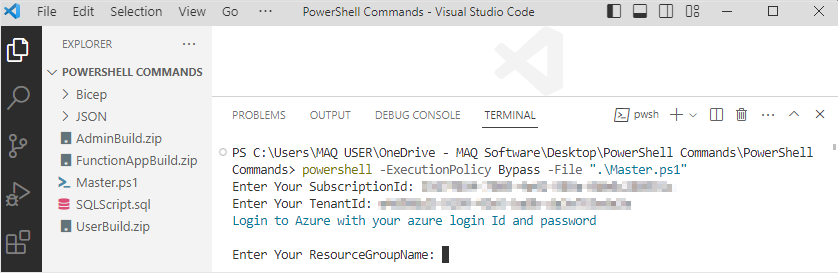 File Edit Selection View Go ... PowerShell Commands - Visual Studio Code
EXPLORER ...
POWERSHELL COMMANDS
Bicep
JSON
AdminBuild.zip
FunctionAppBuild.zip
Master.ps1
SQLScript.sql
UserBuild.zip
PROBLEMS OUTPUT DEBUG CONSOLE TERMINAL pwsh ...
PS C:\Users\MAQ USER\OneDrive - MAQ Software\Desktop\PowerShell Commands\PowerShell
Commands> powershell -ExecutionPolicy Bypass -File ".\Master.ps1"
Enter Your SubscriptionId:
Enter Your TenantId:
Login to Azure with your azure login Id and password
Enter Your ResourceGroupName: